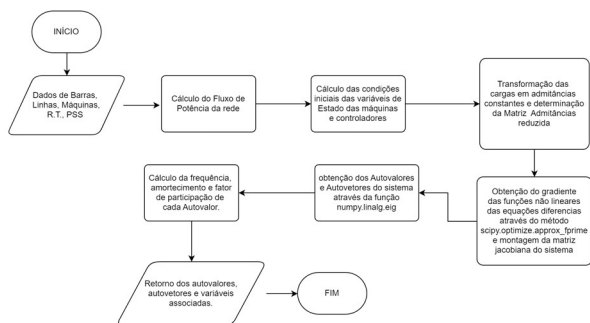 INÍCIO
Dados de Barras,
Linhas, Máquinas,
R.T., PSS
Cálculo do Fluxo de
Potência da rede
Cálculo das condições
iniciais das variáveis de
Estado das máquinas
e controladores
Transformação das
cargas em admitâncias
constantes e determinação
da Matriz Admitâncias
reduzida
Obtenção do gradiente
das funções não lineares
das equações diferencias
através do método
scipy.optimize.approx_fprime
e montagem da matriz
jacobiana do sistema
obtenção dos Autovalores
e Autovetores do sistema
através da função
numpy.linalg.eig
Cálculo da frequência,
amortecimento e fator
de participação de
cada Autovalor.
Retorno dos autovalores,
autovetores e variáveis
associadas.
FIM